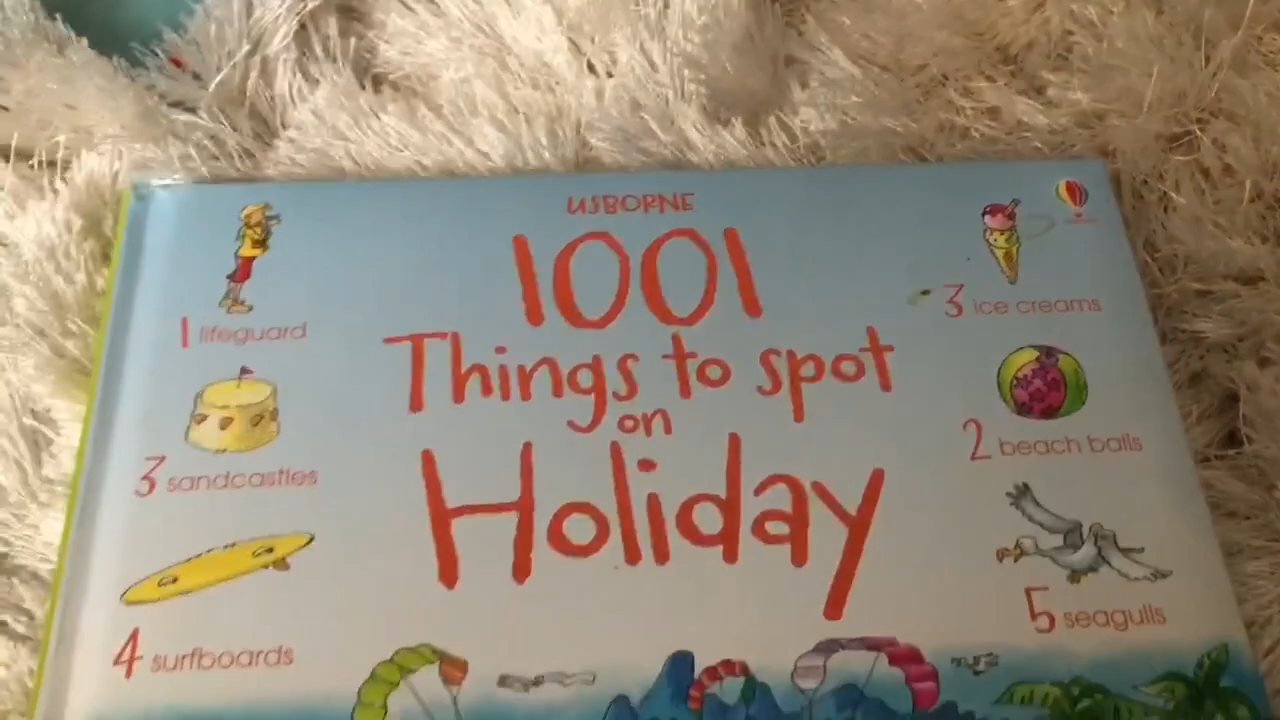 USBORNE
1001
Things to spot
on
Holiday
1 lifeguard
3 sandcastles
4 surfboards
3 ice creams
2 beach balls
5 seagulls